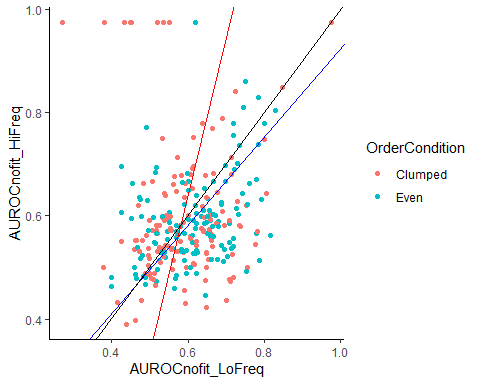 1.0
0.8
0.6
0.4
AUROCnofit_HiFreq
0.4 0.6 0.8 1.0
AUROCnofit_LoFreq
OrderCondition
Clumped
Even